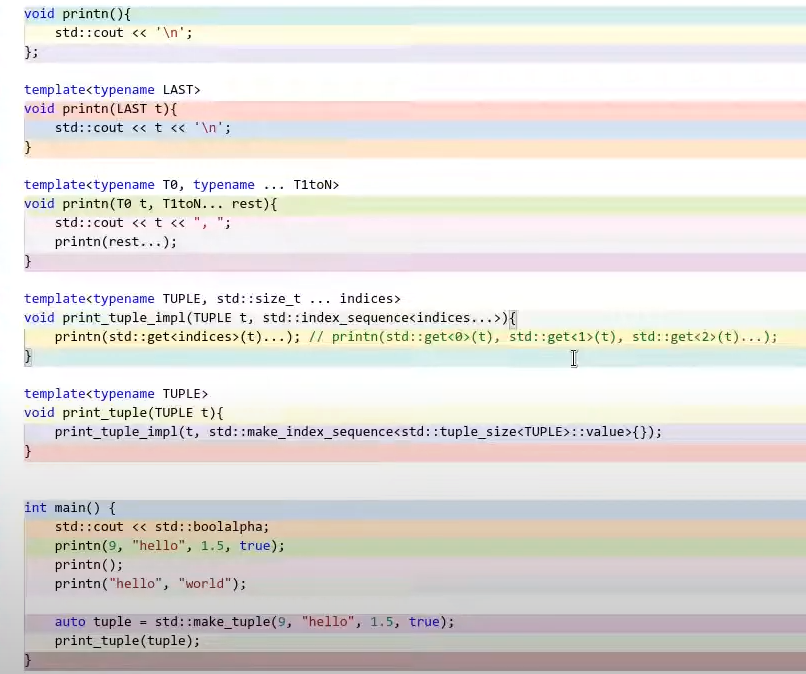 void printn(){
    std::cout << '\n';
};

template<typename LAST>
void printn(LAST t){
    std::cout << t << '\n';
}

template<typename T0, typename ... T1toN>
void printn(T0 t, T1toN... rest){
    std::cout << t << ", ";
    printn(rest...);
}

template<typename TUPLE, std::size_t ... indices>
void print_tuple_impl(TUPLE t, std::index_sequence<indices...>){
    printn(std::get<indices>(t)...); // printn(std::get<0>(t), std::get<1>(t), std::get<2>(t)...);
}

template<typename TUPLE>
void print_tuple(TUPLE t){
    print_tuple_impl(t, std::make_index_sequence<std::tuple_size<TUPLE>::value>{});
}

int main() {
    std::cout << std::boolalpha;
    printn(9, "hello", 1.5, true);
    printn();
    printn("hello", "world");

    auto tuple = std::make_tuple(9, "hello", 1.5, true);
    print_tuple(tuple);
}